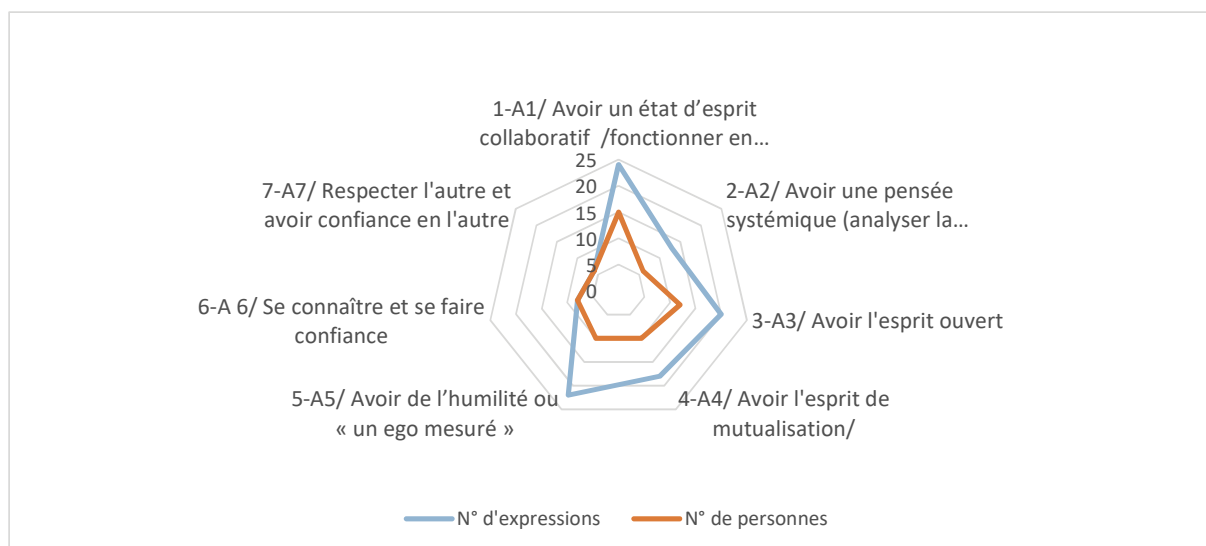 1-A1/ Avoir un état d’esprit
collaboratif  /fonctionner en…
25
20
15
10
5
0
2-A2/ Avoir une pensée
systémique (analyser la…
3-A3/ Avoir l'esprit ouvert
4-A4/ Avoir l'esprit de
mutualisation/
5-A5/ Avoir de l’humilité ou
« un ego mesuré »
6-A 6/ Se connaître et se faire
confiance
7-A7/ Respecter l'autre et
avoir confiance en l'autre
N° d'expressions
N° de personnes